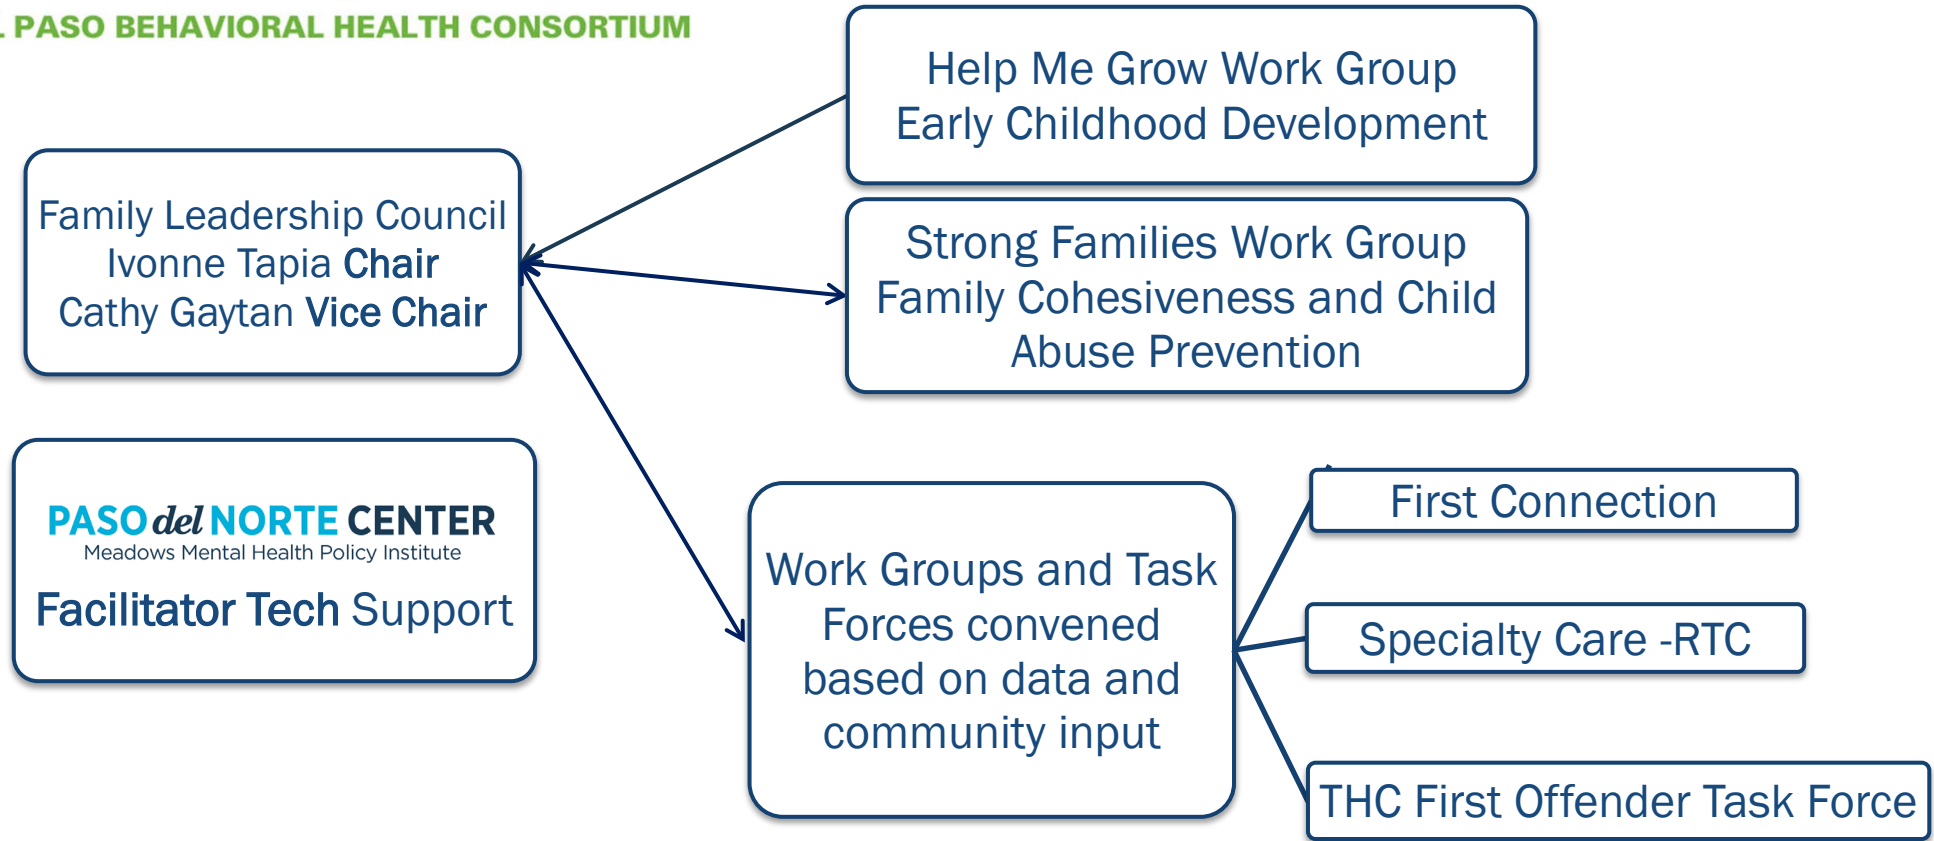 PASO BEHAVIORAL HEALTH CONSORTIUM
Help Me Grow Work Group
Early Childhood Development
Family Leadership Council
Ivonne Tapia Chair
Cathy Gaytan Vice Chair
Strong Families Work Group
Family Cohesiveness and Child
Abuse Prevention
PASO del NORTE CENTER
Meadows Mental Health Policy Institute
Facilitator Tech Support
Work Groups and Task
Forces convened
based on data and
community input
First Connection
Specialty Care -RTC
THC First Offender Task Force